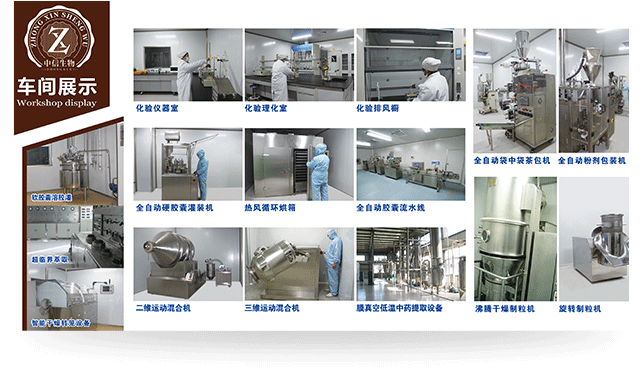 ZHONG XIN SHENG WU
中信生物
车间展示
Workshop display
化验仪器室
化验理化室
化验排风橱
全自动袋中袋茶包机
全自动粉剂包装机
软胶囊溶胶灌
全自动硬胶囊灌装机
热风循环烘箱
全自动胶囊流水线
超临界萃取
智能干燥转笼设备
二维运动混合机
三维运动混合机
膜真空低温中药提取设备
沸腾干燥制粒机
旋转制粒机